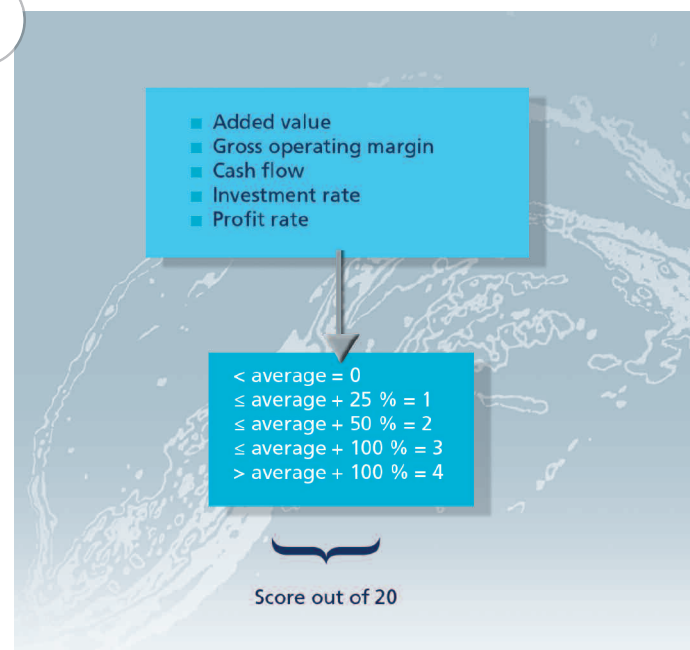 Added value
Gross operating margin
Cash flow
Investment rate
Profit rate
< average = 0
≤ average + 25 % = 1
≤ average + 50 % = 2
≤ average + 100 % = 3
> average + 100 % = 4
Score out of 20